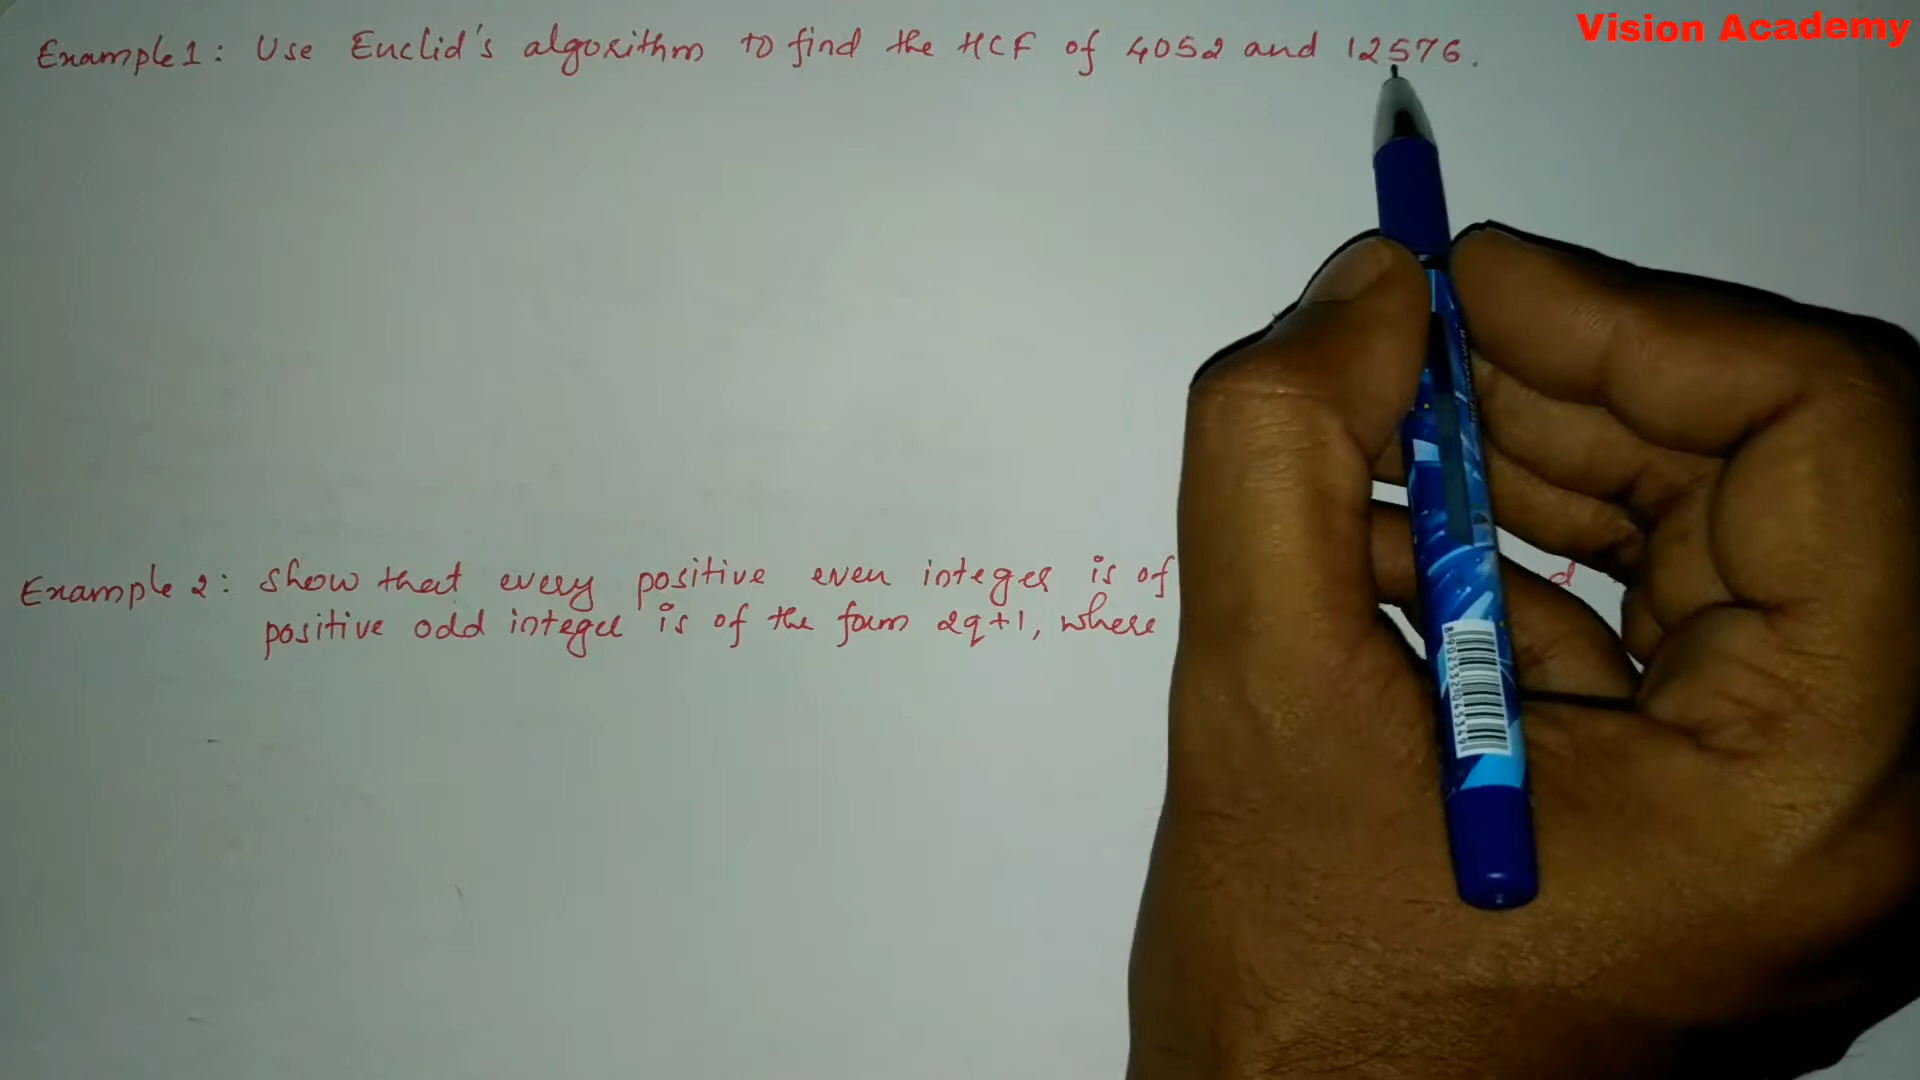 Vision Academy
Example 1: Use Euclid's algorithm to find the HCF of 4052 and 12576.
Example 2: Show that every positive even integer is of
positive odd integer is of the form 2q+1, where